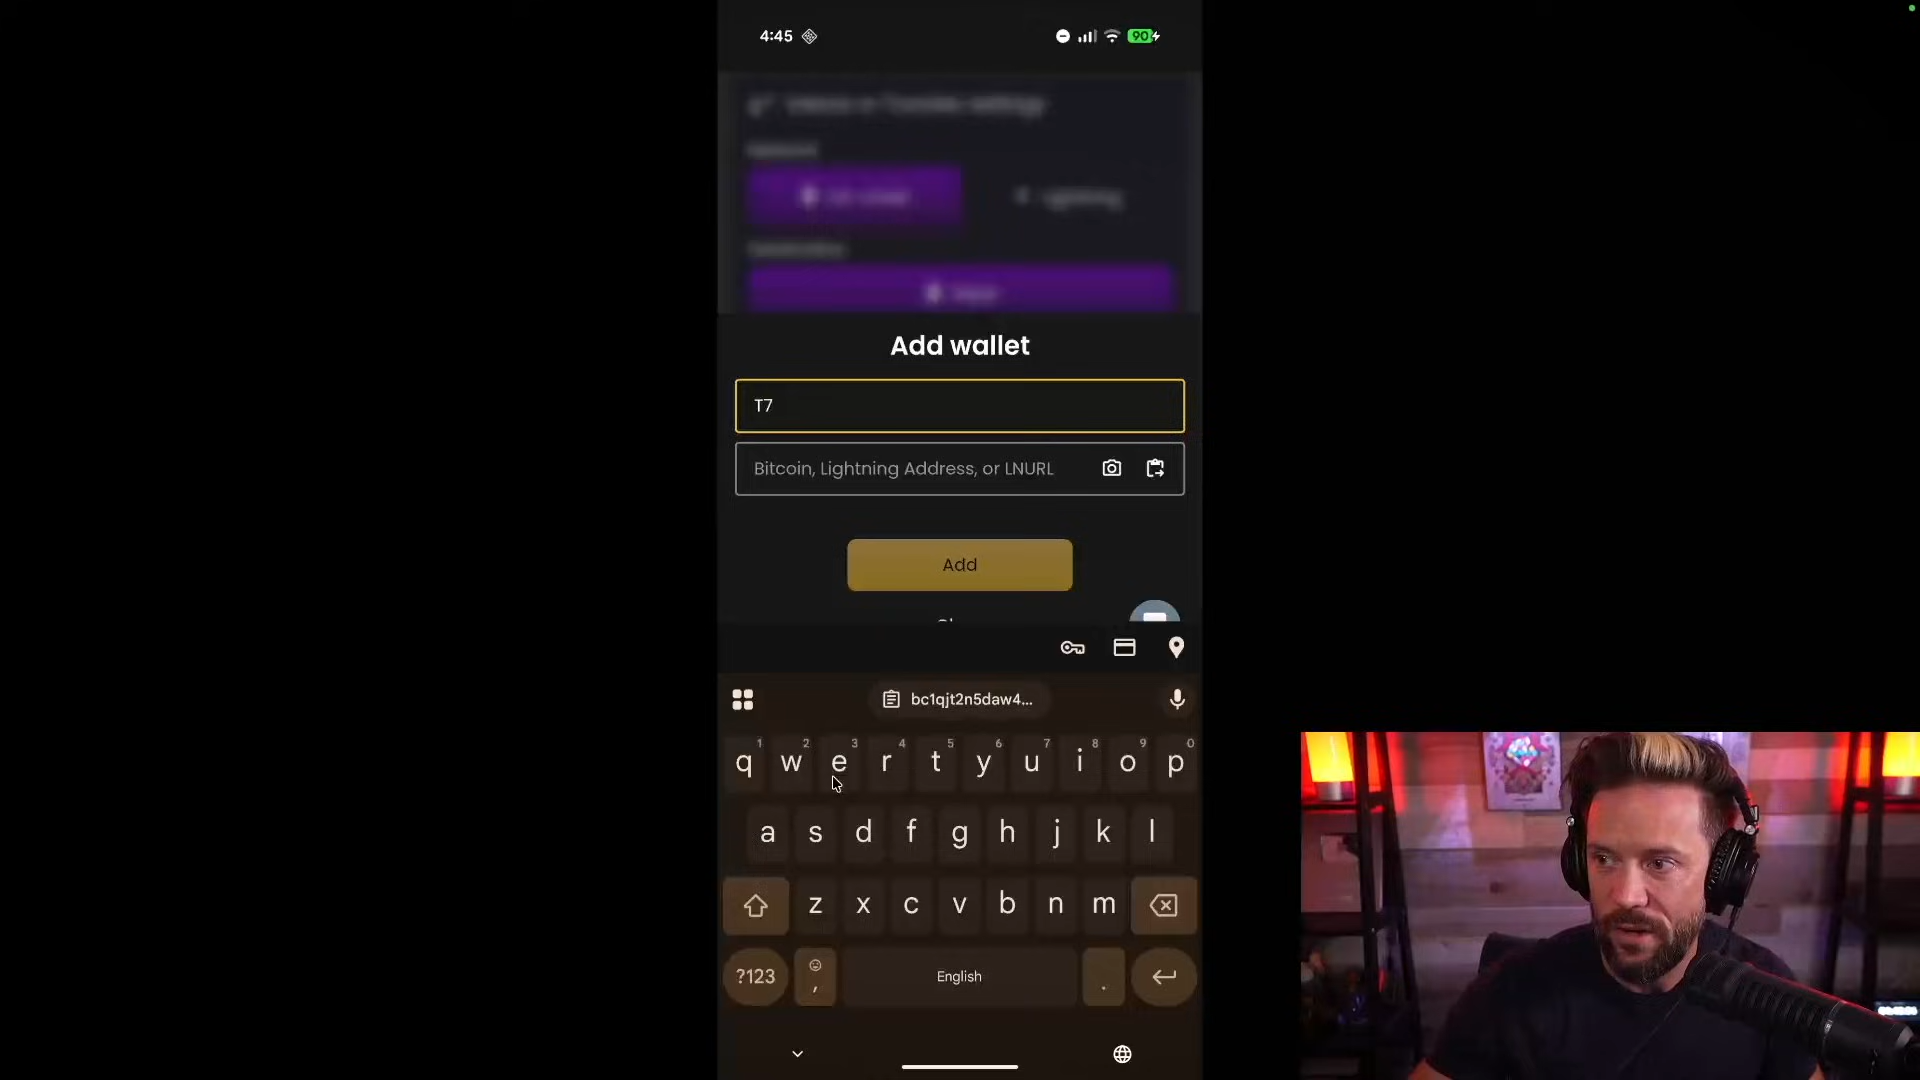 4:45
90
Add wallet
T7
Bitcoin, Lightning Address, or LNURL
Add
bc1qjt2n5daw4...
1 2 3 4 5 6 7 8 9 0
q w e r t y u i o p
a s d f g h j k l
z x c v b n m
?123 , English .